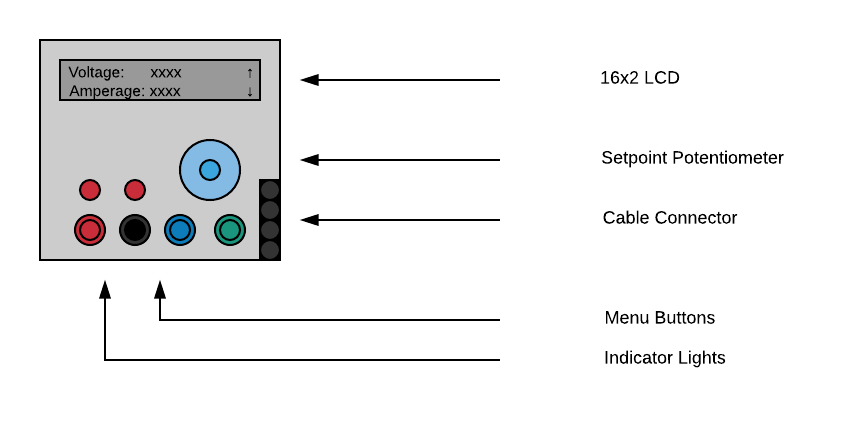 Voltage: xxxx ↑
Amperage: xxxx ↓
16x2 LCD
Setpoint Potentiometer
Cable Connector
Menu Buttons
Indicator Lights